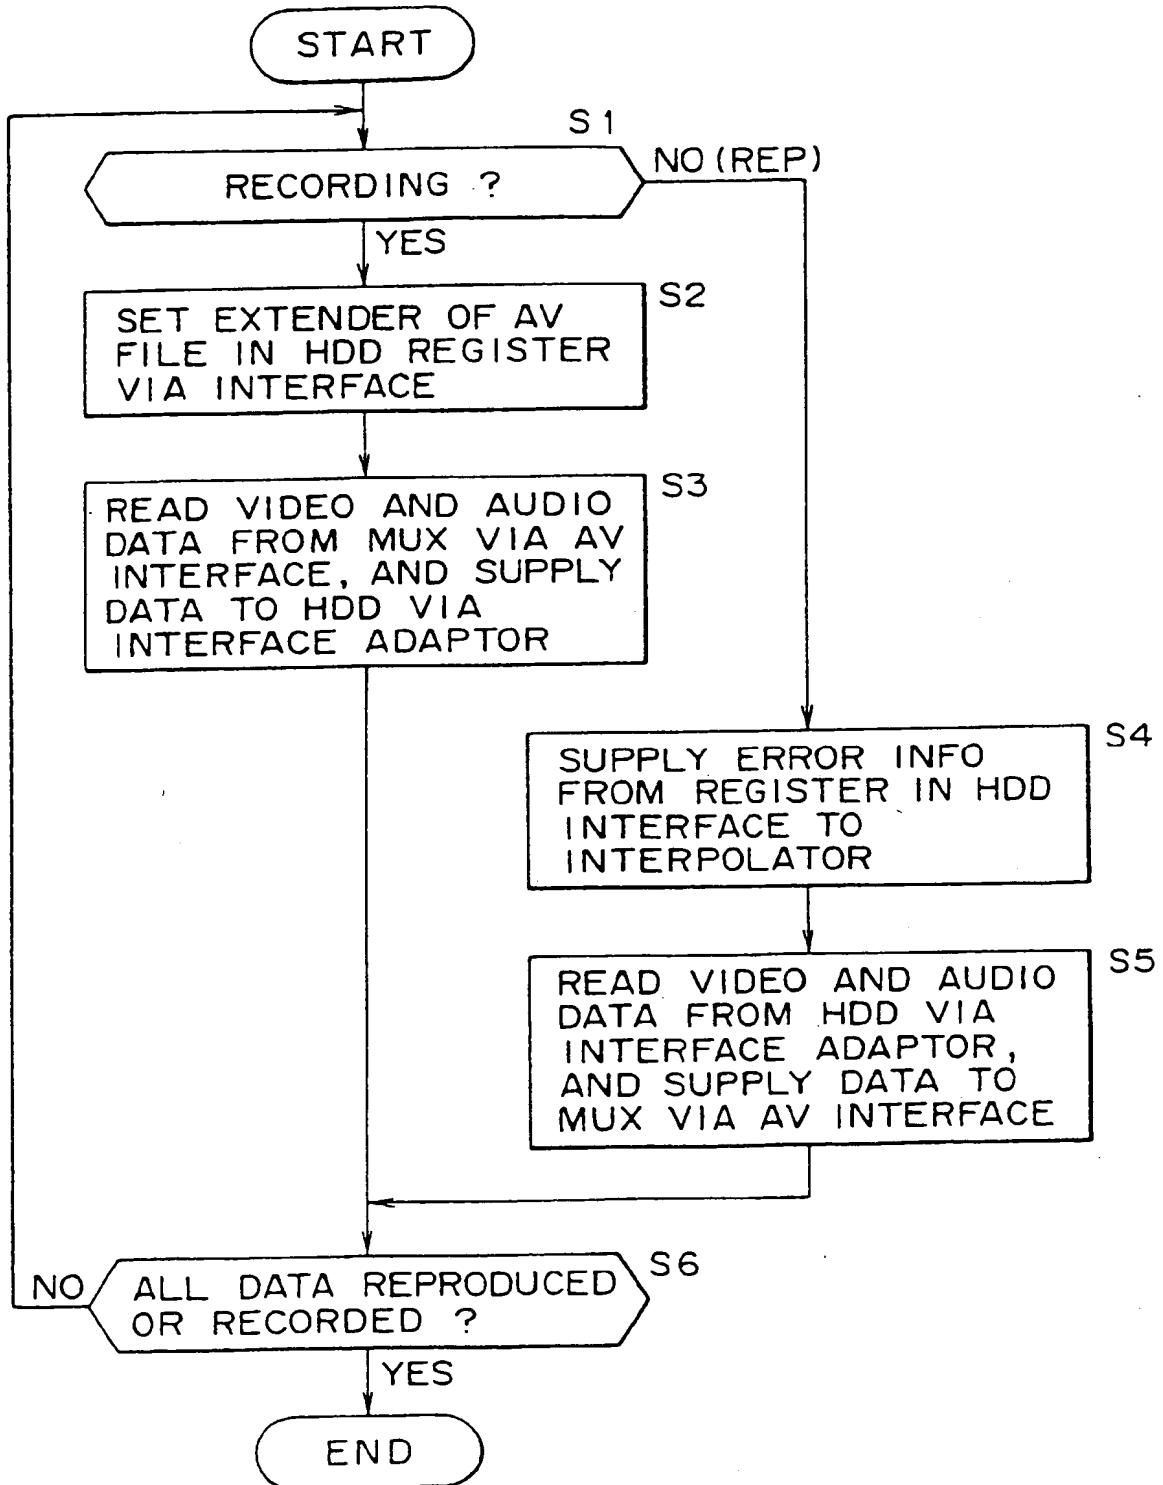 START
S1
RECORDING ?
NO (REP)
YES
S2
SET EXTENDER OF AV
FILE IN HDD REGISTER
VIA INTERFACE
S3
READ VIDEO AND AUDIO
DATA FROM MUX VIA AV
INTERFACE, AND SUPPLY
DATA TO HDD VIA
INTERFACE ADAPTOR
S4
SUPPLY ERROR INFO
FROM REGISTER IN HDD
INTERFACE TO
INTERPOLATOR
S5
READ VIDEO AND AUDIO
DATA FROM HDD VIA
INTERFACE ADAPTOR,
AND SUPPLY DATA TO
MUX VIA AV INTERFACE
S6
NO
ALL DATA REPRODUCED
OR RECORDED ?
YES
END